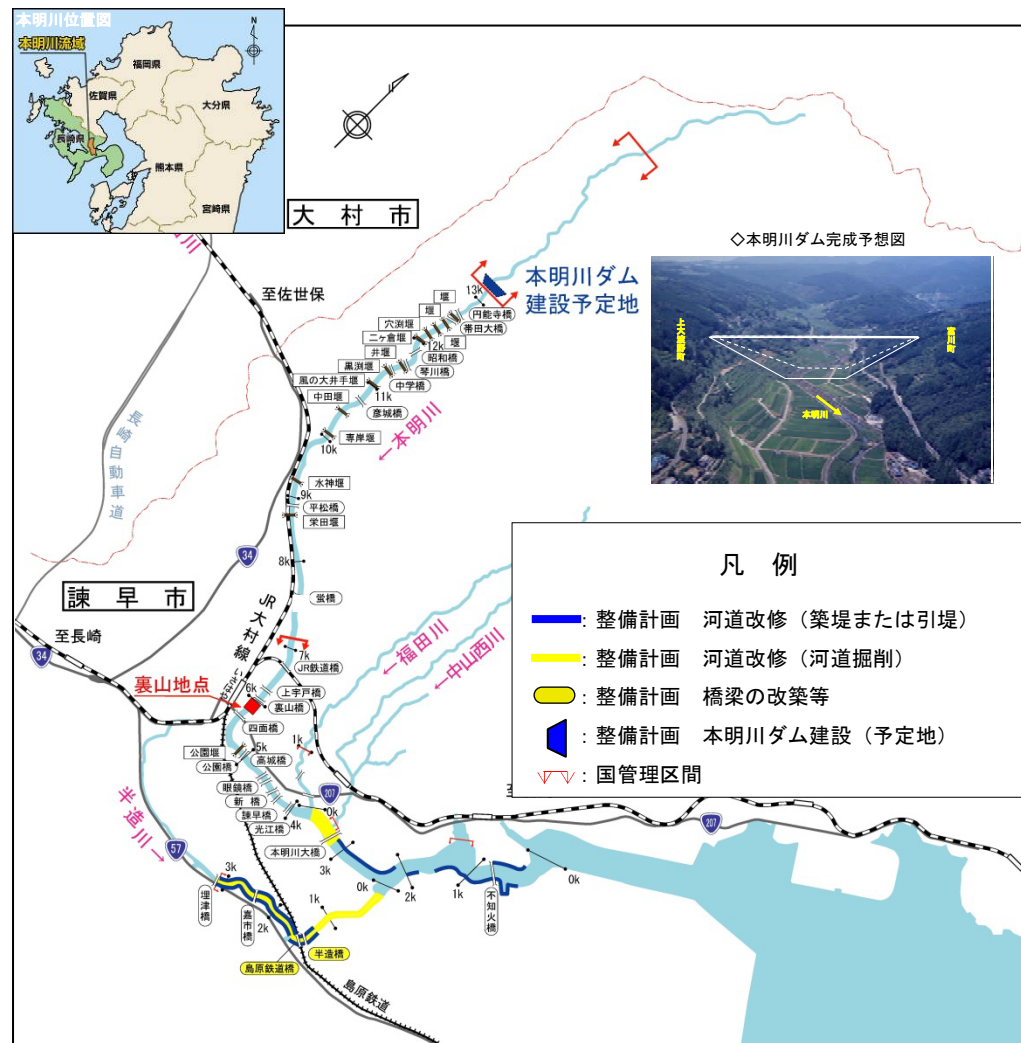 本明川位置図
本明川流域
N
福岡県
佐賀県
大分県
長崎県
熊本県
宮崎県
大村市
至佐世保
◇本明川ダム完成予想図
本明川ダム
建設予定地
13k
堰
円能寺橋
堰
帯田大橋
穴渕堰
堰
二ヶ倉堰
12k
昭和橋
井堰
琴川橋
黒渕堰
中学橋
風の大井手堰
11k
中田堰
彦城橋
←本明川
専岸堰
10k
富川町
本明川
長崎自動車道
水神堰
9k
平松橋
栄田堰
34
8k
諫早市
蛍橋
JR大村線
至長崎
34
7k
JR鉄道橋
いさはや
←福田川
←中山西川
裏山地点
6k
上宇戸橋
裏山橋
四面橋
1k
公園堰
5k
公園橋
高城橋
眼鏡橋
207
新橋
0k
諫早橋
4k
光江橋
本明川大橋
3k
半造川→
57
3k
0k
2k
1k
0k
不知火橋
207
埋津橋
嘉市橋
2k
1k
半造橋
島原鉄道橋
島原鉄道
凡例
:整備計画 河道改修（築堤または引堤）
:整備計画 河道改修（河道掘削）
:整備計画 橋梁の改築等
:整備計画 本明川ダム建設（予定地）
:国管理区間